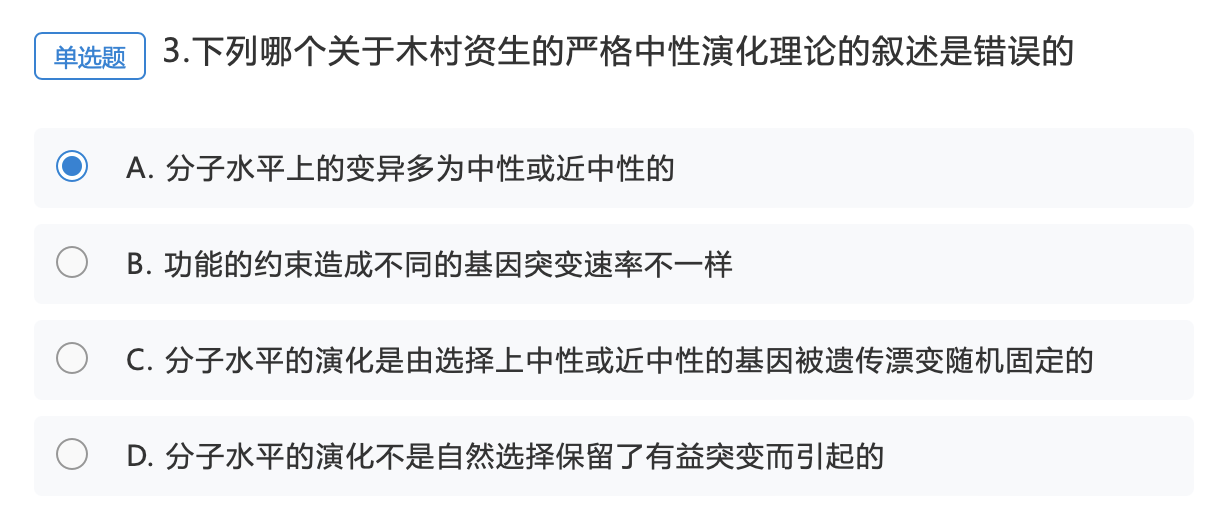 单选题 3.下列哪个关于木村资生的严格中性演化理论的叙述是错误的
A. 分子水平上的变异多为中性或近中性的
B. 功能的约束造成不同的基因突变速率不一样
C. 分子水平的演化是由选择上中性或近中性的基因被遗传漂变随机固定的
D. 分子水平的演化不是自然选择保留了有益突变而引起的